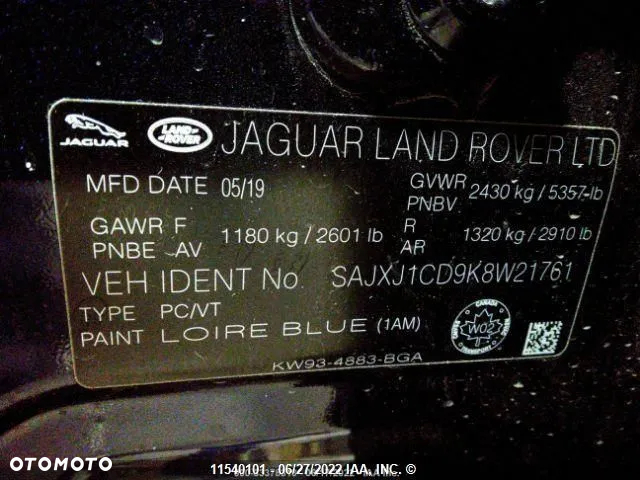 JAGUAR LAND-ROVER JAGUAR LAND ROVER LTD
MFD DATE 05/19 GVWR PNBV 2430 kg / 5357 lb
GAWR F PNBE AV 1180 kg / 2601 lb R AR 1320 kg / 2910 lb
VEH IDENT No. SAJXJ1CD9K8W21761
TYPE PC/VT
PAINT LOIRE BLUE (1AM)
CANADA W02 TRANSPORT
KW93-4883-BGA
OTOMOTO
11540101 - 06/27/2022 IAA, INC. ©